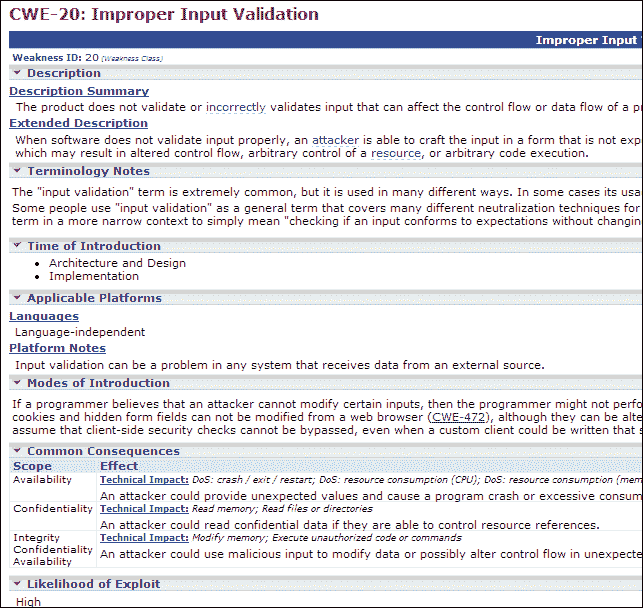 CWE-20: Improper Input Validation
Improper Input
Weakness ID: 20 (Weakness Class)
Description
Description Summary
The product does not validate or incorrectly validates input that can affect the control flow or data flow of a
Extended Description
When software does not validate input properly, an attacker is able to craft the input in a form that is not
which may result in altered control flow, arbitrary control of a resource, or arbitrary code execution.
Terminology Notes
The "input validation" term is extremely common, but it is used in many different ways. In some cases its
Some people use "input validation" as a general term that covers many different neutralization techniques for
term in a more narrow context to simply mean "checking if an input conforms to expectations without
Time of Introduction
Architecture and Design
Implementation
Applicable Platforms
Languages
Language-independent
Platform Notes
Input validation can be a problem in any system that receives data from an external source.
Modes of Introduction
If a programmer believes that an attacker cannot modify certain inputs, then the programmer might not
cookies and hidden form fields can not be modified from a web browser (CWE-472), although they can be
assume that client-side security checks cannot be bypassed, even when a custom client could be written that
Common Consequences
Scope Effect
Availability Technical Impact: DoS: crash / exit / restart; DoS: resource consumption (CPU); DoS: resource consumption
An attacker could provide unexpected values and cause a program crash or excessive
Confidentiality Technical Impact: Read memory; Read files or directories
An attacker could read confidential data if they are able to control resource references.
Integrity Technical Impact: Modify memory; Execute unauthorized code or commands
Confidentiality An attacker could use malicious input to modify data or possibly alter control flow in
Availability
Likelihood of Exploit
High